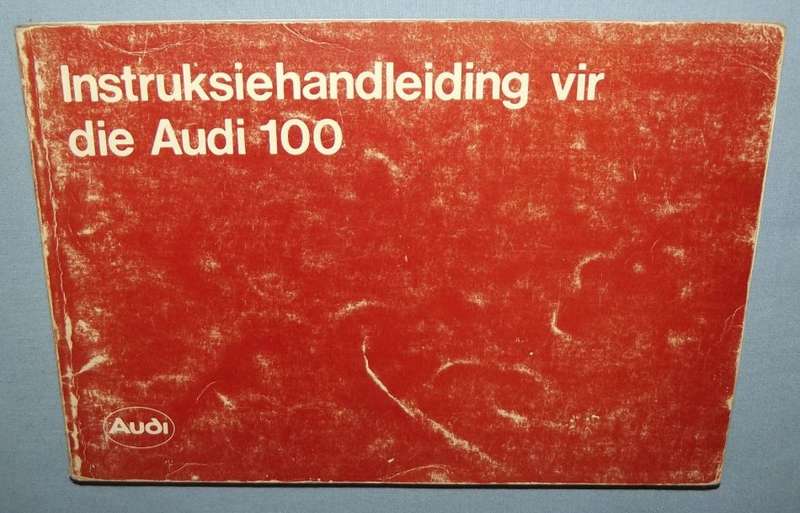 Instruksiehandleiding vir
die Audi 100
Audi